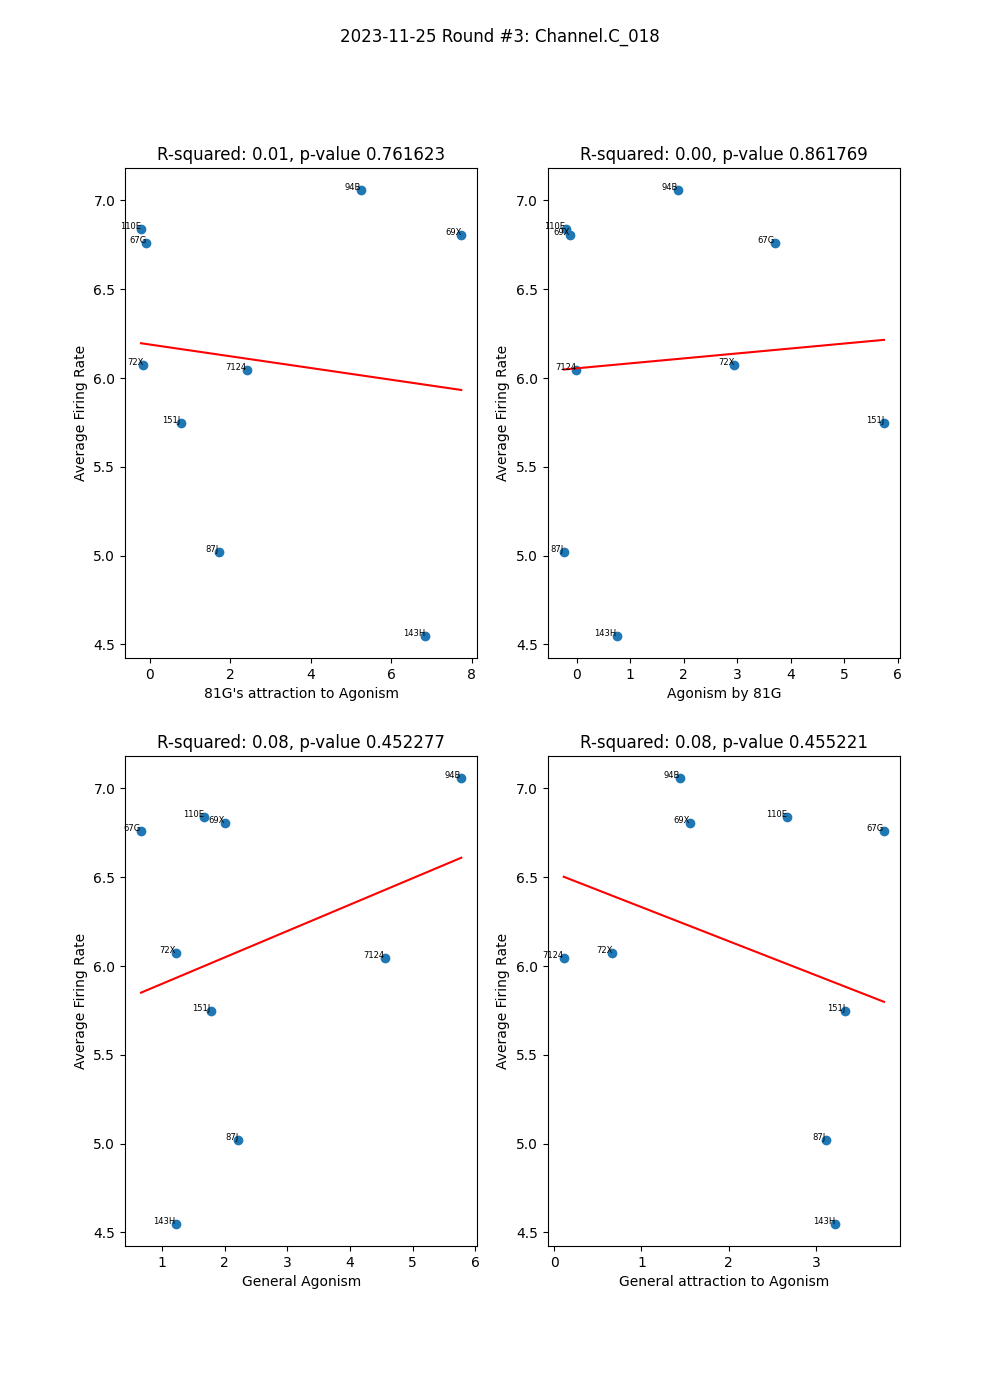 2023-11-25 Round #3: Channel.C_018
R-squared: 0.01, p-value 0.761623
Average Firing Rate
7.0
6.5
6.0
5.5
5.0
4.5
94B
110E
67G
69X
72X
7124
151J
87J
143H
0 2 4 6 8
81G's attraction to Agonism
R-squared: 0.00, p-value 0.861769
Average Firing Rate
7.0
6.5
6.0
5.5
5.0
4.5
94B
110E
69X
67G
72X
7124
151J
87J
143H
0 1 2 3 4 5 6
Agonism by 81G
R-squared: 0.08, p-value 0.452277
Average Firing Rate
7.0
6.5
6.0
5.5
5.0
4.5
94B
110E
69X
67G
72X
7124
151J
87J
143H
1 2 3 4 5 6
General Agonism
R-squared: 0.08, p-value 0.455221
Average Firing Rate
7.0
6.5
6.0
5.5
5.0
4.5
94B
110E
69X
67G
72X
7124
151J
87J
143H
0 1 2 3
General attraction to Agonism